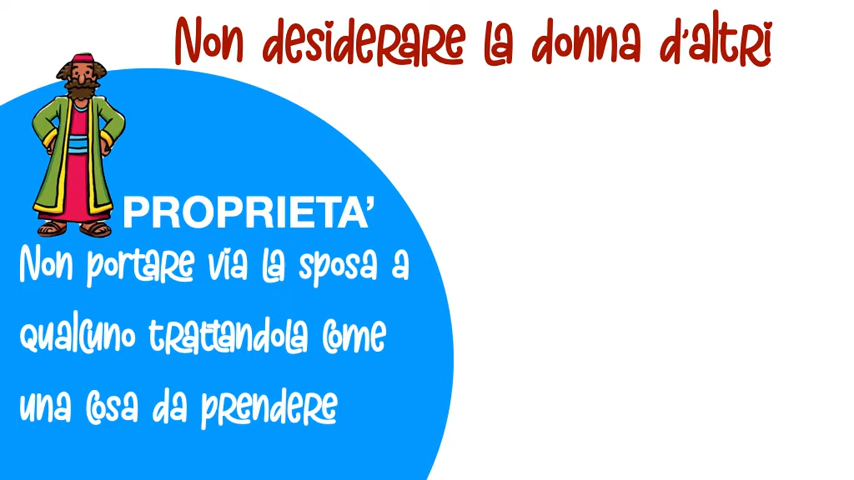 Non desiderare la donna d'altri
PROPRIETA'
Non portare via la sposa a
qualcuno trattandola come
una cosa da prendere